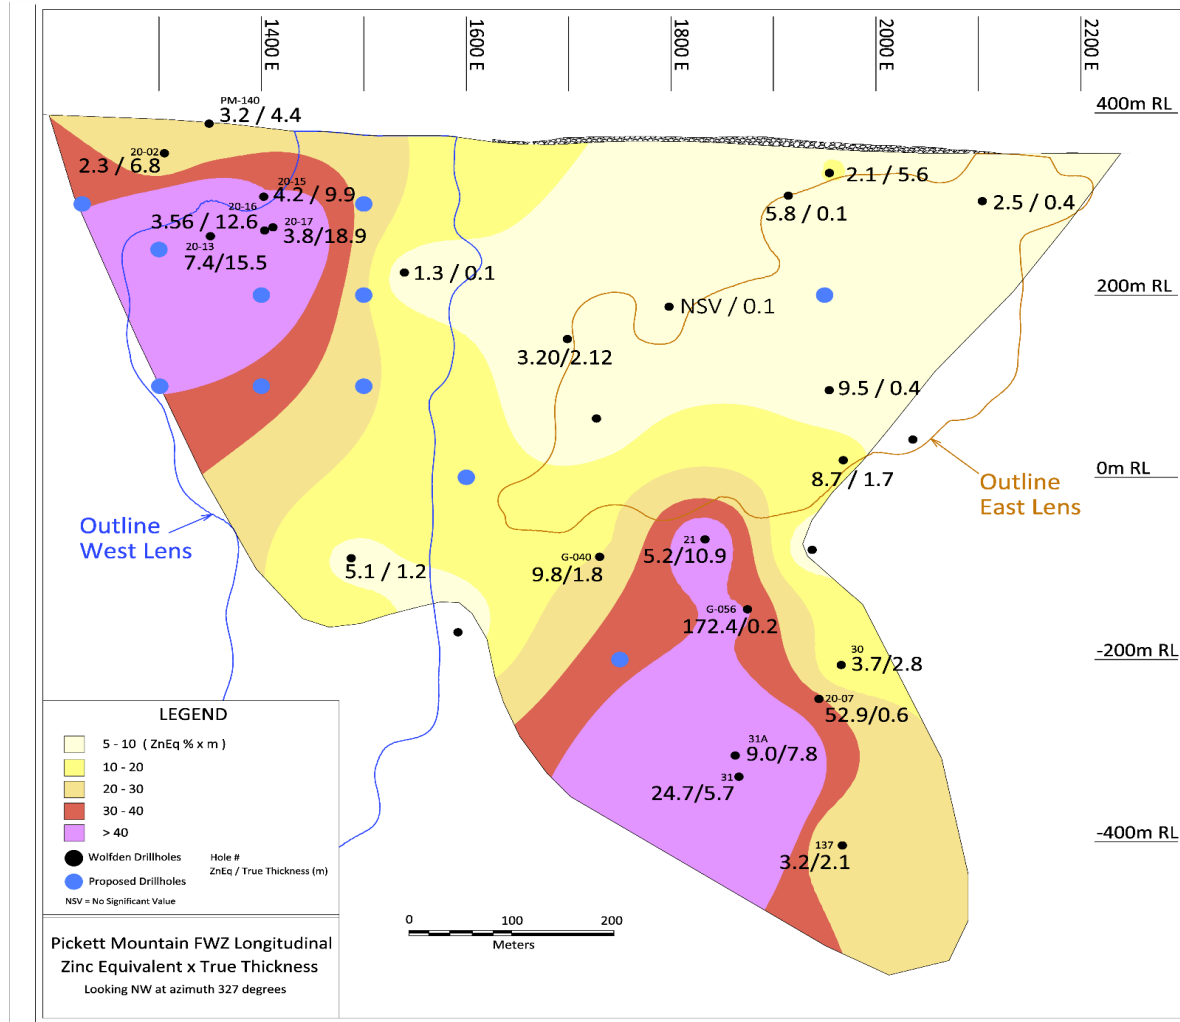 1400 E
1600 E
1800 E
2000 E
2200 E
400m RL
PM-140
3.2 / 4.4
20-02
2.3 / 6.8
20-15
4.2 / 9.9
20-16
3.56 / 12.6
20-17
3.8/18.9
20-13
7.4/15.5
2.1 / 5.6
5.8 / 0.1
2.5 / 0.4
1.3 / 0.1
200m RL
NSV / 0.1
3.20/2.12
9.5 / 0.4
8.7 / 1.7
0m RL
Outline
East Lens
Outline
West Lens
5.1 / 1.2
G-040
9.8/1.8
21
5.2/10.9
G-056
172.4/0.2
30
3.7/2.8
-200m RL
20-07
52.9/0.6
31A
9.0/7.8
31
24.7/5.7
137
3.2/2.1
-400m RL
LEGEND
5 - 10 ( ZnEq % x m )
10 - 20
20 - 30
30 - 40
> 40
Wolfden Drillholes
Hole #
ZnEq / True Thickness (m)
Proposed Drillholes
NSV = No Significant Value
0 100 200
Meters
Pickett Mountain FWZ Longitudinal
Zinc Equivalent x True Thickness
Looking NW at azimuth 327 degrees